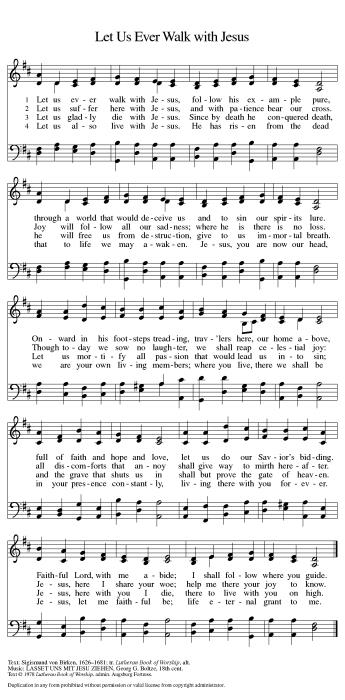 Let Us Ever Walk with Jesus
1 Let us ev - er walk with Je - sus, fol - low his ex - am - ple pure,
2 Let us suf - fer here with Je - sus, and with pa - tience bear our cross.
3 Let us glad - ly die with Je - sus. Since by death he con - quered death,
4 Let us al - so live with Je - sus. He has ris - en from the dead
through a world that would de - ceive us and to sin our spir - its lure.
Joy will fol - low all our sad - ness; where he is there is no loss.
he will free us from de - struc - tion, give to us im - mor - tal breath.
that to life we may a - wak - en. Je - sus, you are now our head,
On - ward in his foot - steps tread - ing, trav - 'lers here, our home a - bove,
Though to - day we sow no laugh - ter, we shall reap ce - les - tial joy:
Let us mor - ti - fy all pas - sion that would lead us in - to sin;
we are your own liv - ing mem - bers; where you live, there we shall be
full of faith and hope and love, let us do our Sav - ior's bid - ding.
all dis - com - forts that an - noy shall give way to mirth here - af - ter.
and the grave that shuts us in shall but prove the gate of heav - en.
in your pres - ence con - stant - ly, liv - ing there with you for - ev - er.
Faith - ful Lord, with me a - bide; I shall fol - low where you guide.
Je - sus, here I share your woe; help me there your joy to know.
Je - sus, here with you I die, there to live with you on high.
Je - sus, let me faith - ful be; life e - ter - nal grant to me.
Text: Sigismund von Birken, 1626–1681; tr. Lutheran Book of Worship, alt.
Music: LASSET UNS MIT JESU ZIEHEN, Georg G. Boltze, 18th cent.
Text © 1978 Lutheran Book of Worship, admin. Augsburg Fortress.
Duplication in any form prohibited without permission or valid license from copyright administrator.